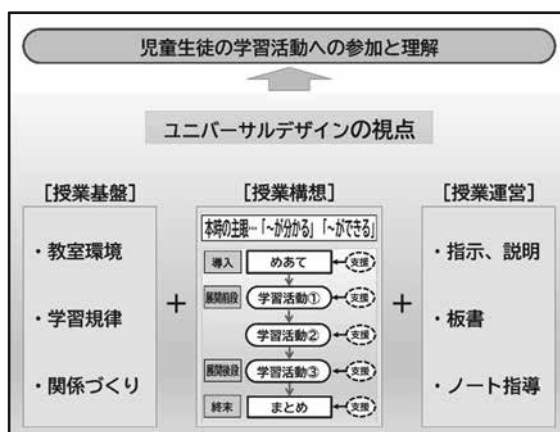 児童生徒の学習活動への参加と理解
ユニバーサルデザインの視点
[授業基盤]
・教室環境
・学習規律
・関係づくり
+
[授業構想]
本時の主眼…「~が分かる」「~ができる」
導入 めあて 支援
展開前段 学習活動① 支援
学習活動② 支援
展開後段 学習活動③ 支援
終末 まとめ 支援
+
[授業運営]
・指示、説明
・板書
・ノート指導